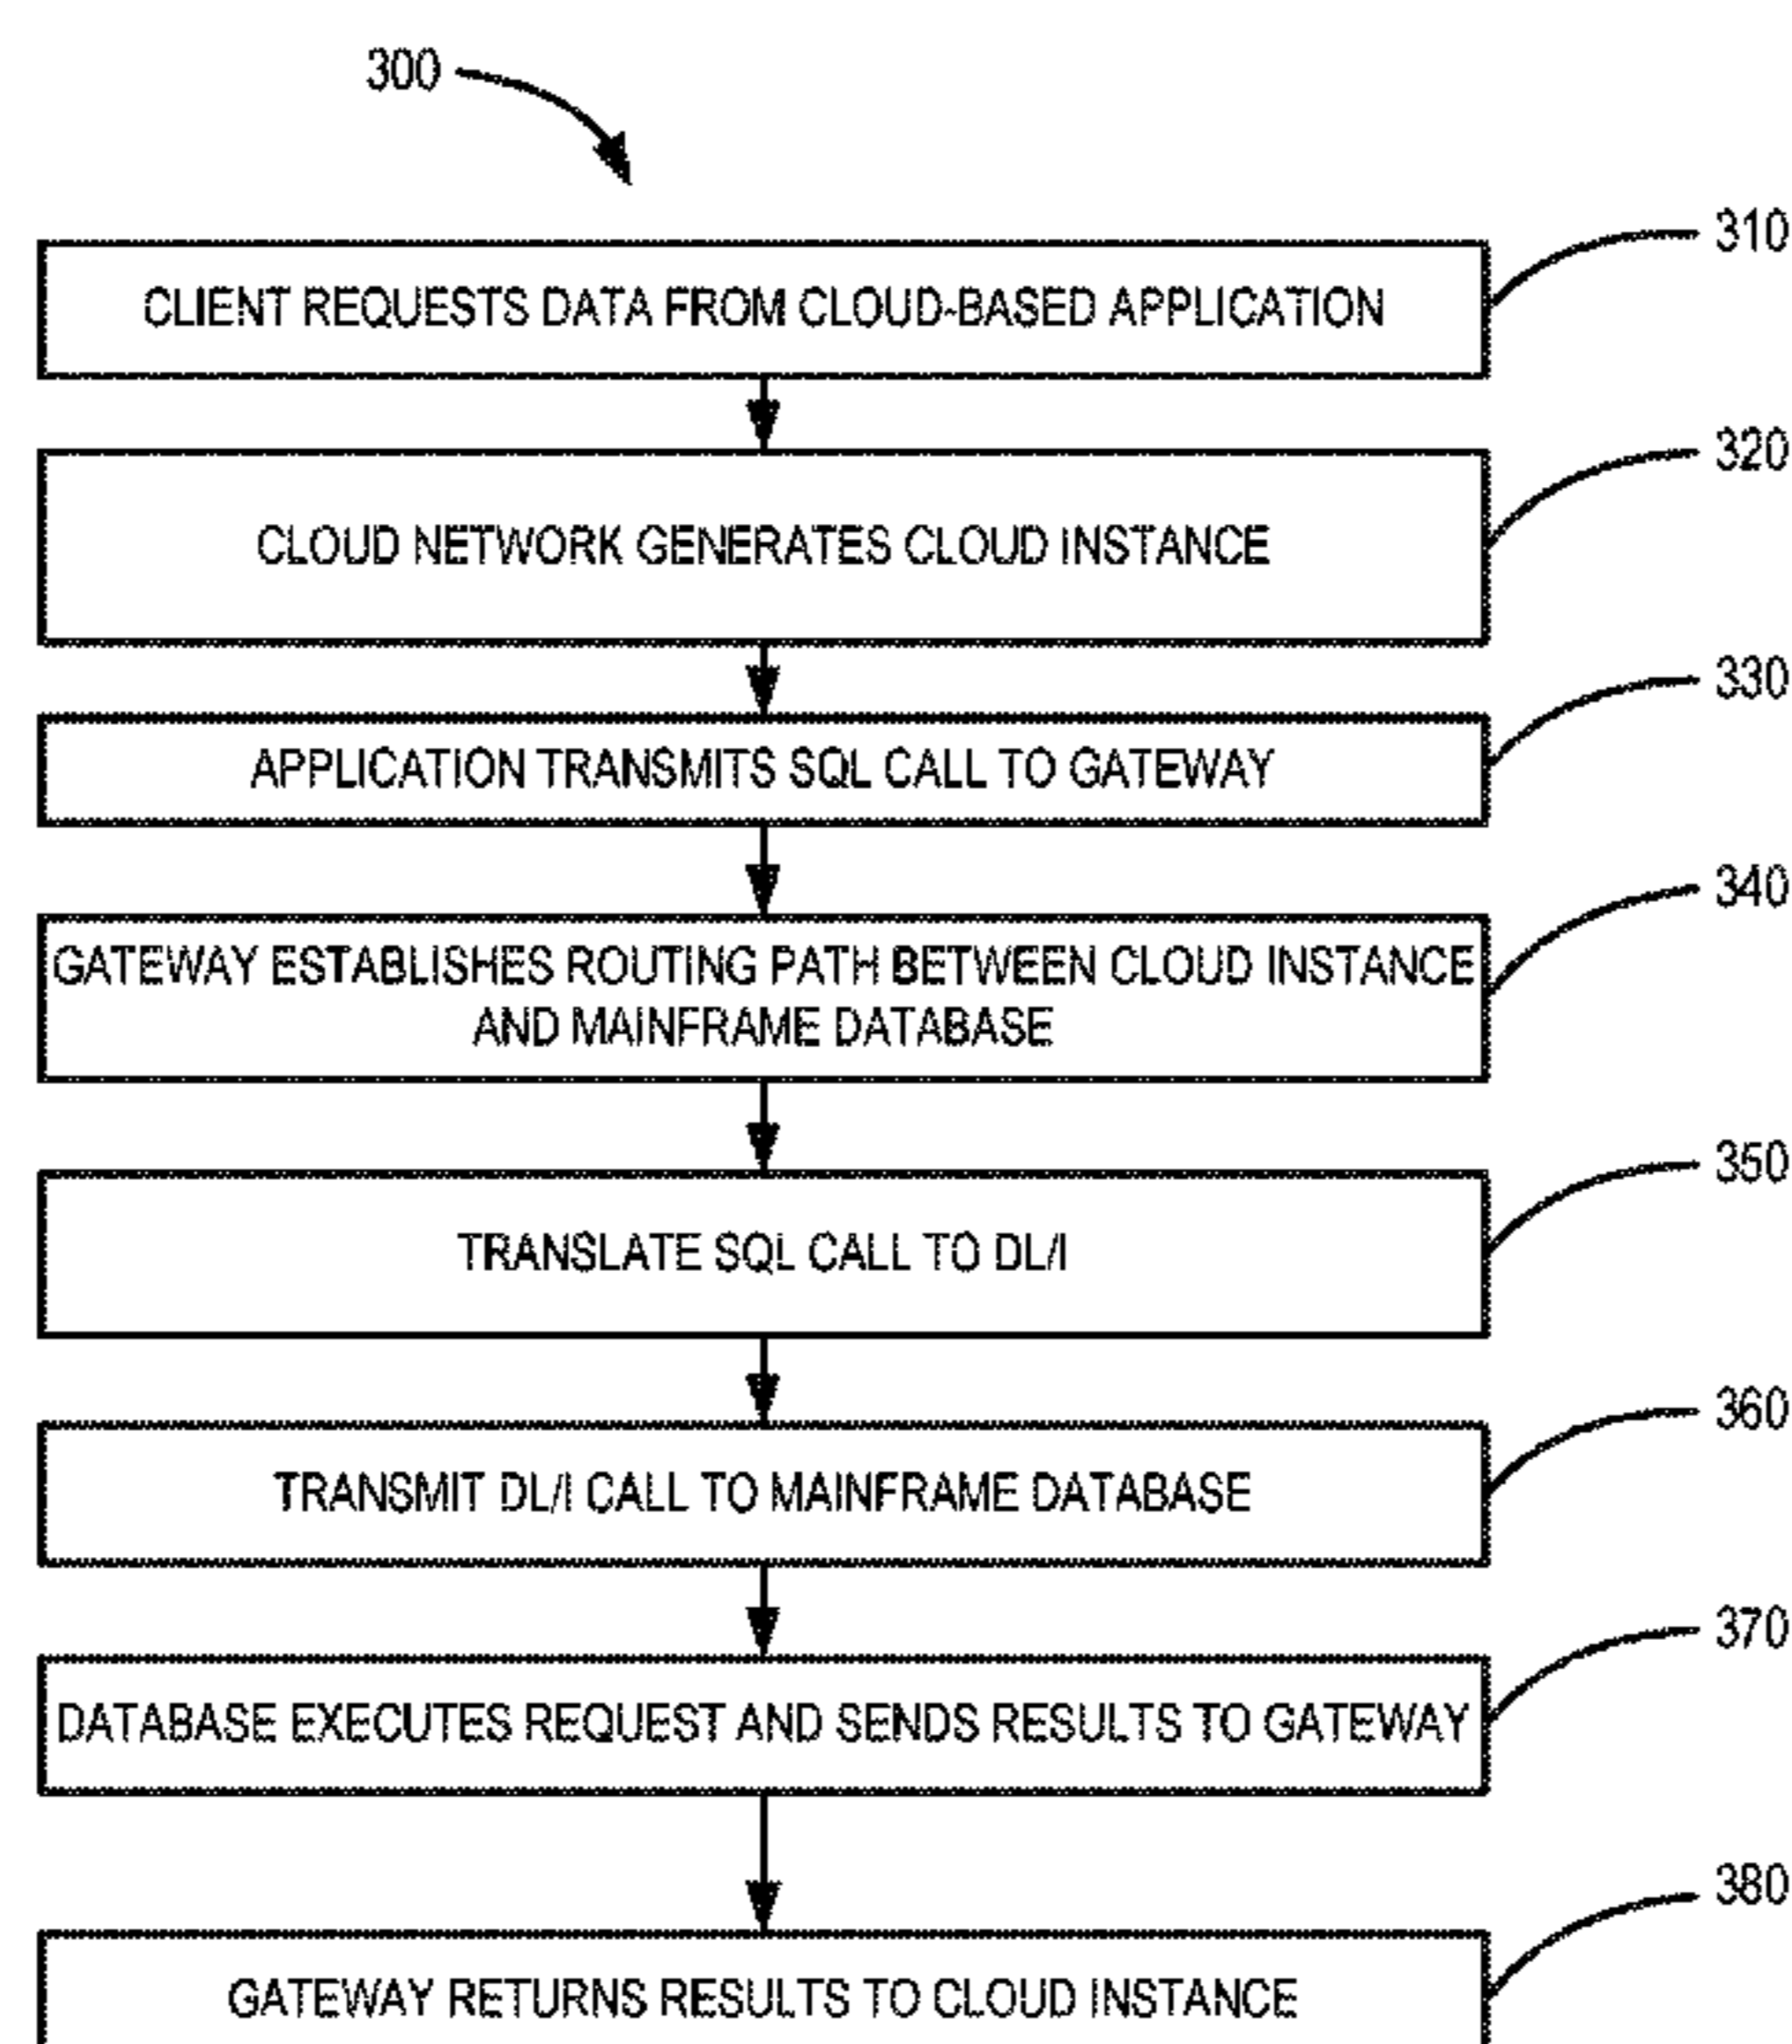 300
310
CLIENT REQUESTS DATA FROM CLOUD-BASED APPLICATION
320
CLOUD NETWORK GENERATES CLOUD INSTANCE
330
APPLICATION TRANSMITS SQL CALL TO GATEWAY
340
GATEWAY ESTABLISHES ROUTING PATH BETWEEN CLOUD INSTANCE
AND MAINFRAME DATABASE
350
TRANSLATE SQL CALL TO DL/I
360
TRANSMIT DL/I CALL TO MAINFRAME DATABASE
370
DATABASE EXECUTES REQUEST AND SENDS RESULTS TO GATEWAY
380
GATEWAY RETURNS RESULTS TO CLOUD INSTANCE